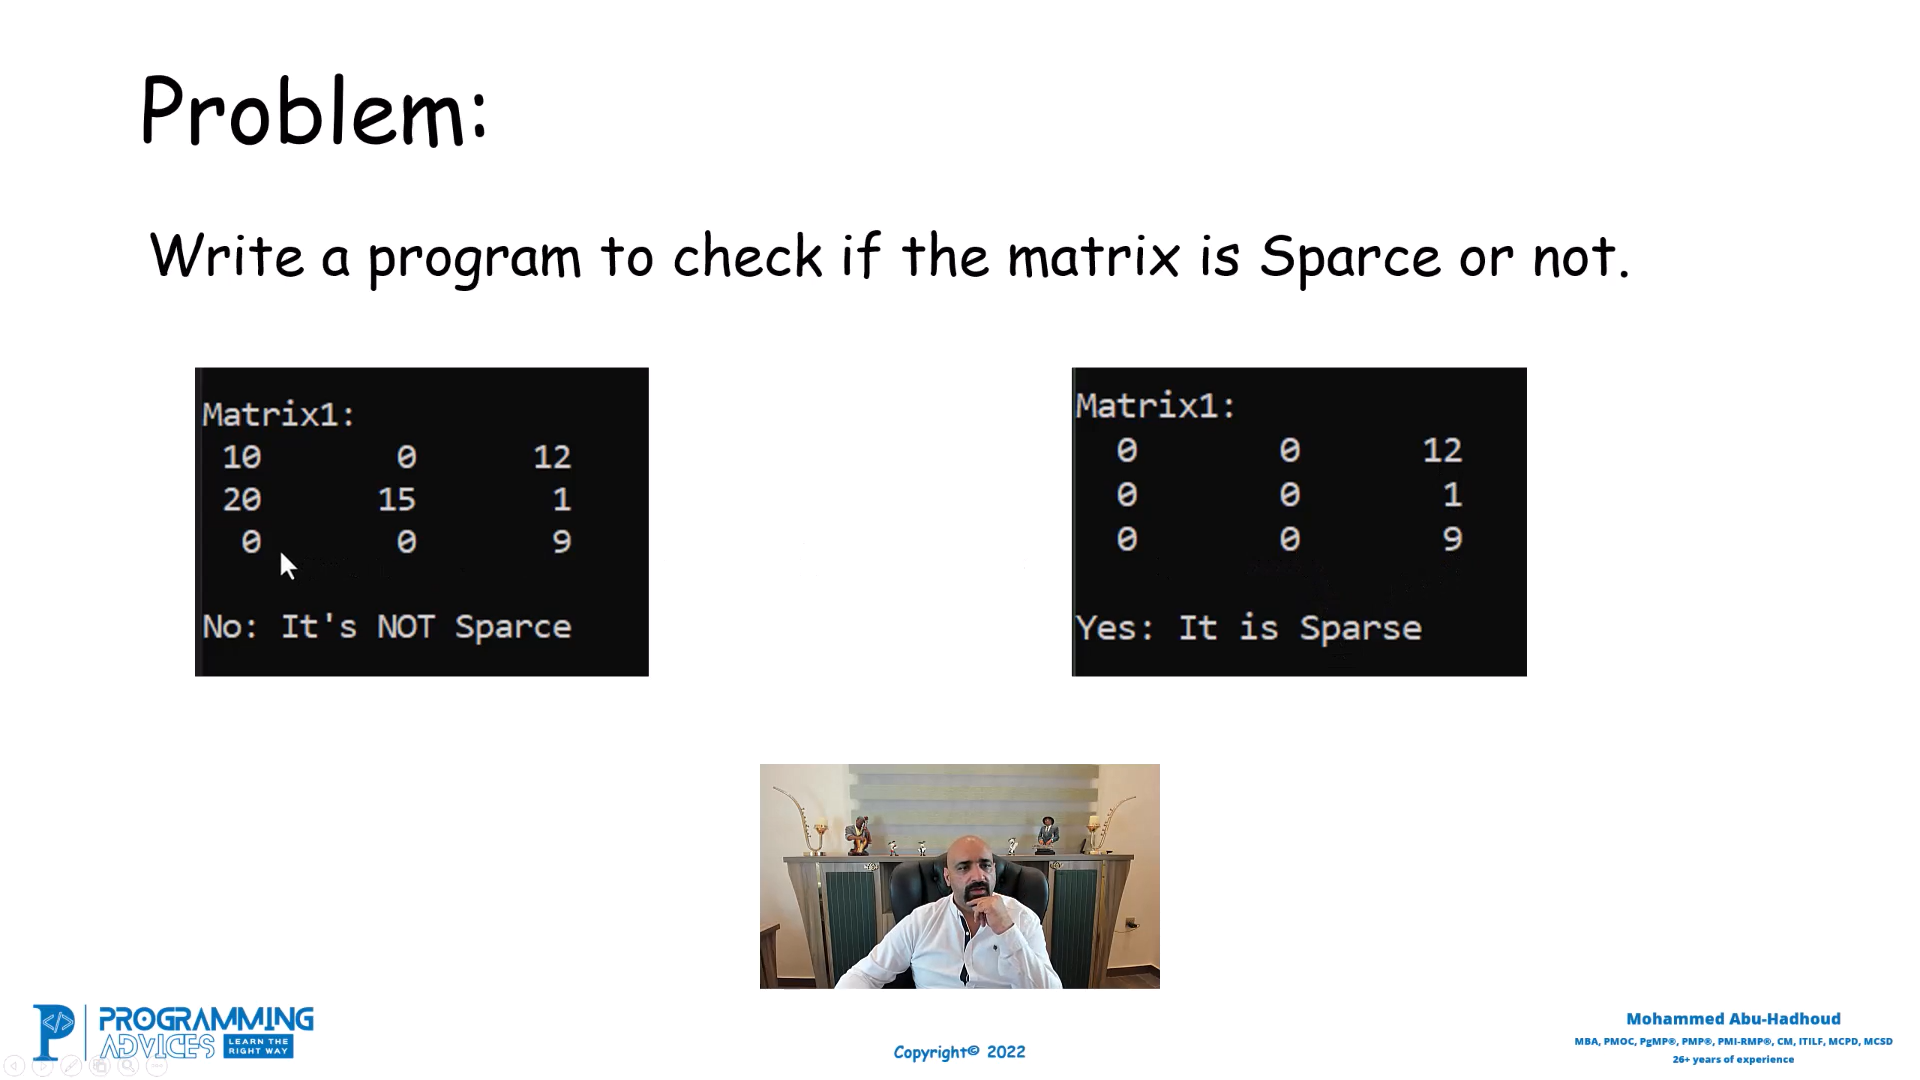 Problem:
Write a program to check if the matrix is Sparce or not.
Matrix1:
10 0 12
20 15 1
0 0 9
No: It's NOT Sparce
Matrix1:
0 0 12
0 0 1
0 0 9
Yes: It is Sparse
PROGRAMMING
ADVICES LEARN THE RIGHT WAY
Copyright© 2022
Mohammed Abu-Hadhoud
MBA, PMOC, PgMP®, PMP®, PMI-RMP®, CM, ITILF, MCPD, MCSD
26+ years of experience